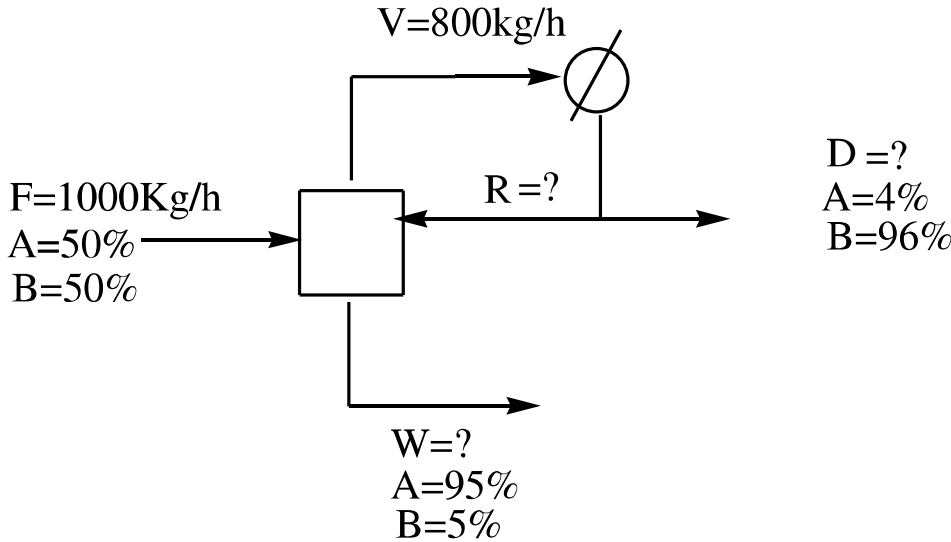 V=800kg/h
F=1000Kg/h
A=50%
B=50%
R =?
D =?
A=4%
B=96%
W=?
A=95%
B=5%